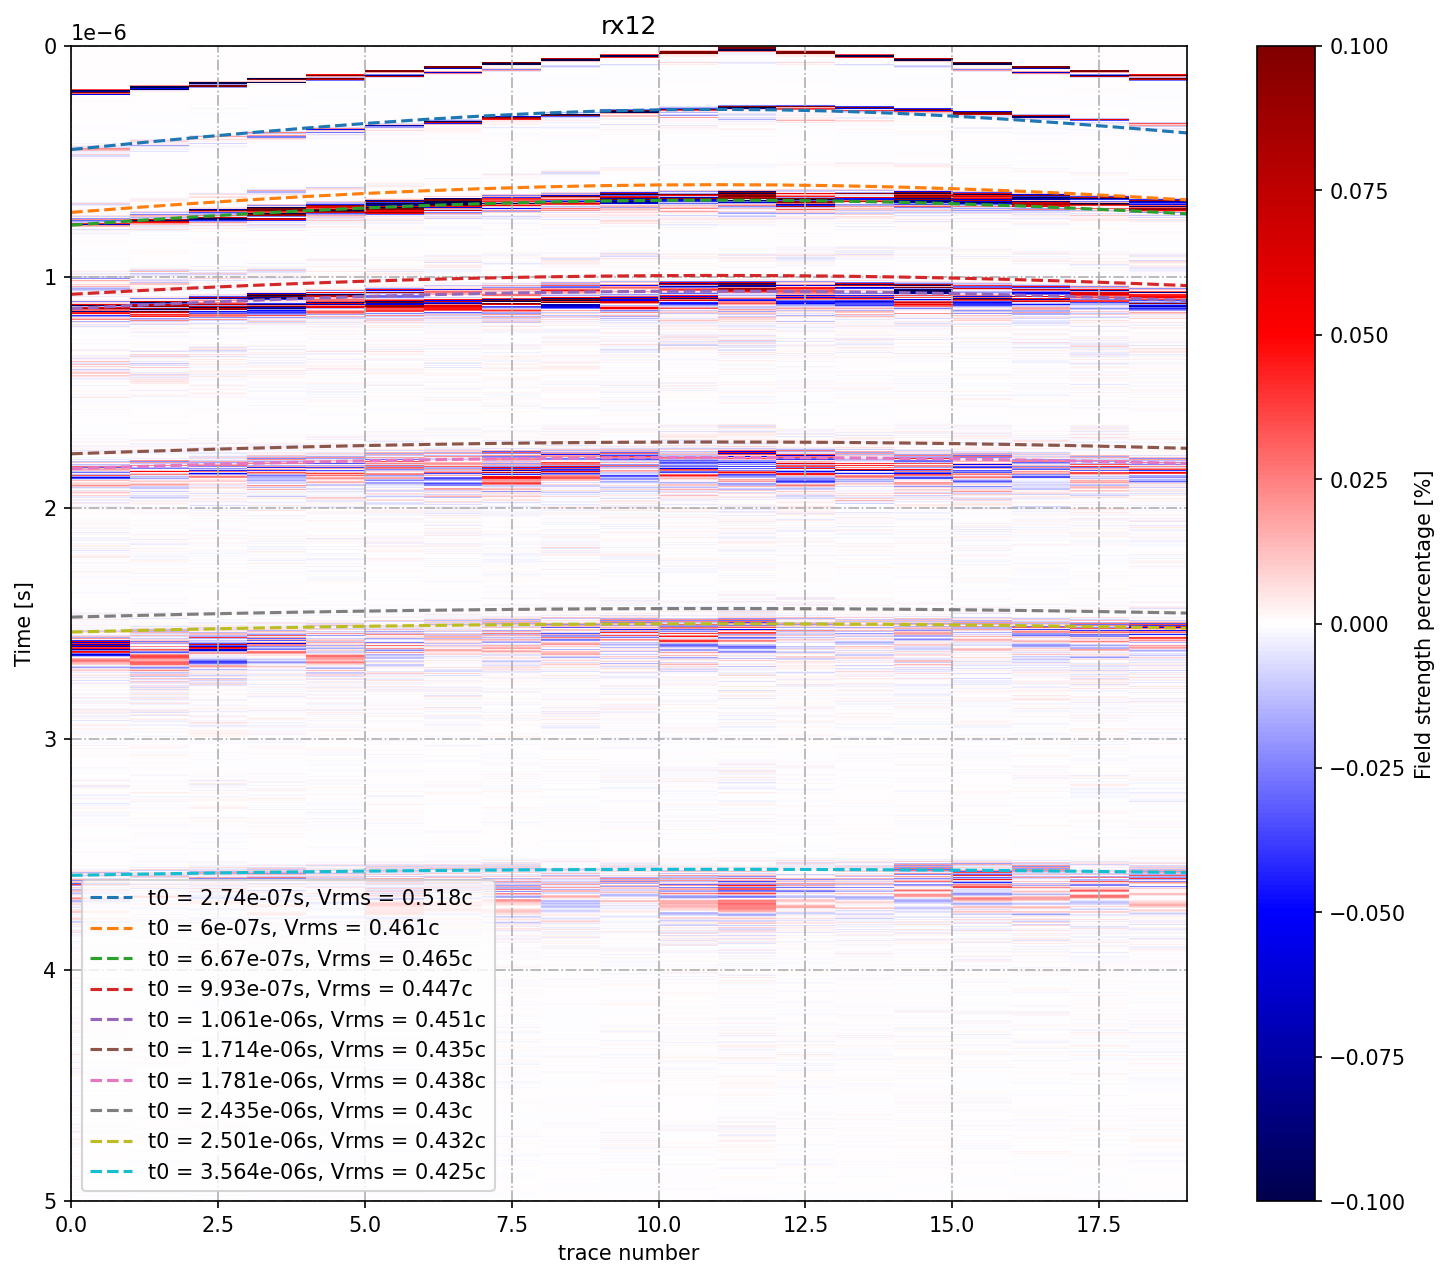 rx12
1e−6
0
1
2
3
4
5
Time [s]
0.0
2.5
5.0
7.5
10.0
12.5
15.0
17.5
trace number
t0 = 2.74e-07s, Vrms = 0.518c
t0 = 6e-07s, Vrms = 0.461c
t0 = 6.67e-07s, Vrms = 0.465c
t0 = 9.93e-07s, Vrms = 0.447c
t0 = 1.061e-06s, Vrms = 0.451c
t0 = 1.714e-06s, Vrms = 0.435c
t0 = 1.781e-06s, Vrms = 0.438c
t0 = 2.435e-06s, Vrms = 0.43c
t0 = 2.501e-06s, Vrms = 0.432c
t0 = 3.564e-06s, Vrms = 0.425c
0.100
0.075
0.050
0.025
0.000
−0.025
−0.050
−0.075
−0.100
Field strength percentage [%]